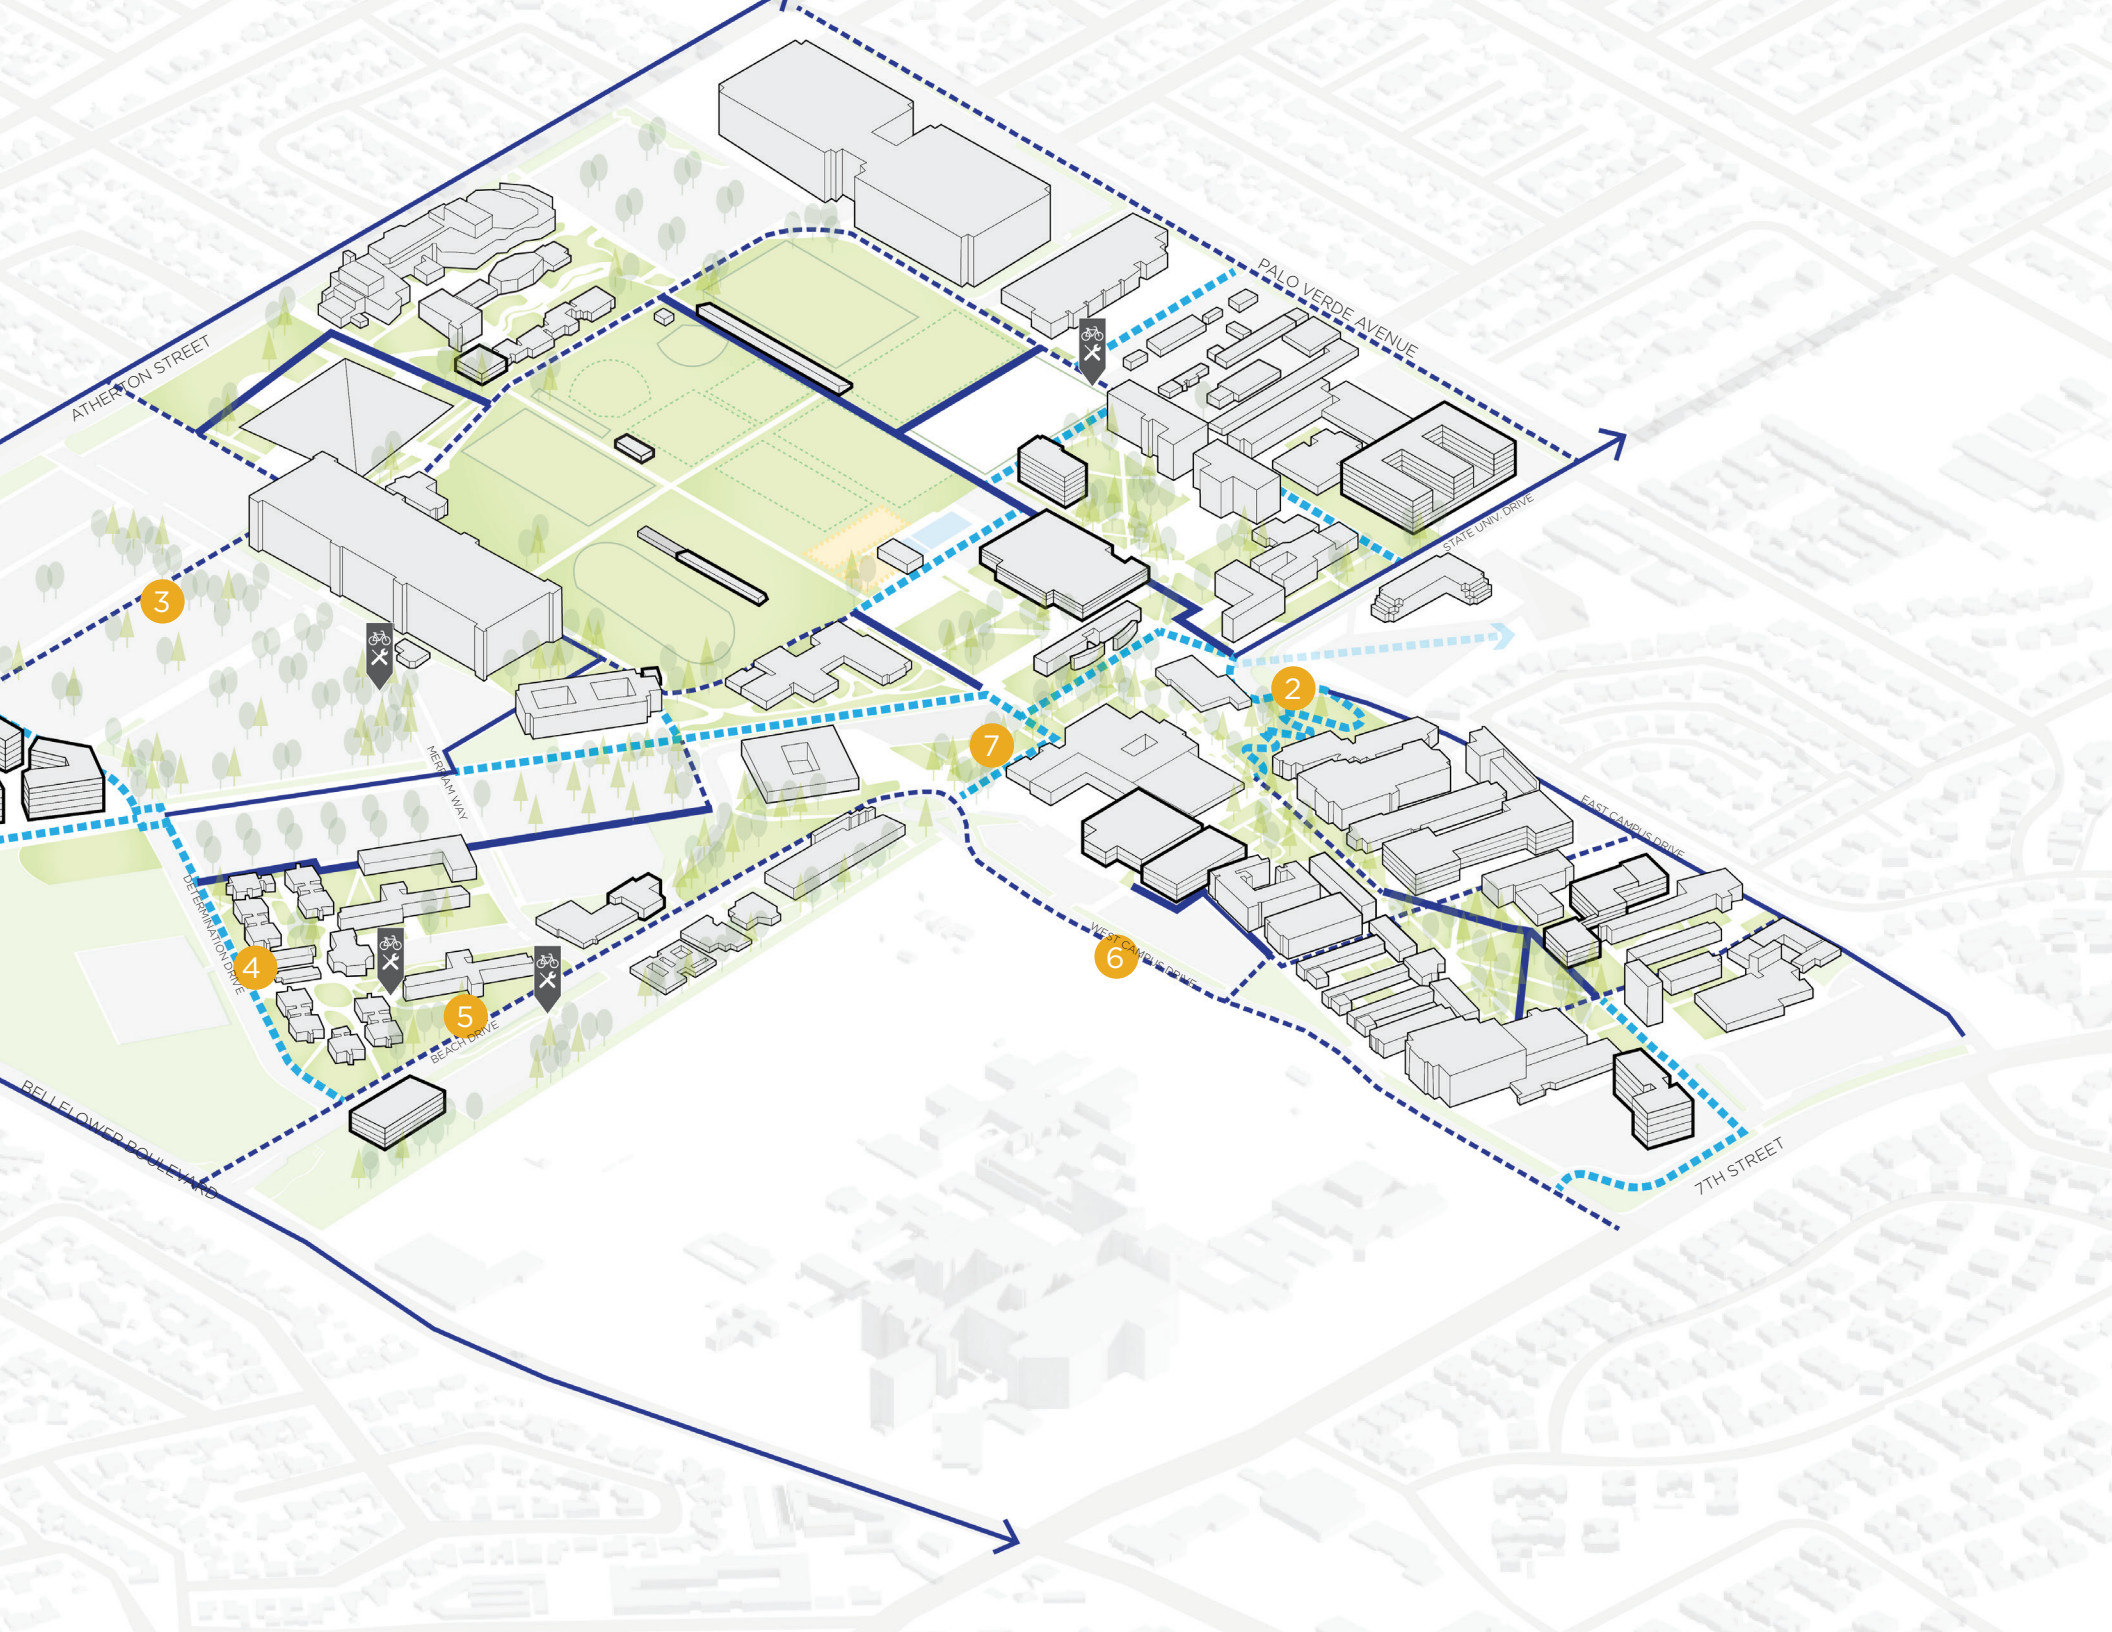 PALO VERDE AVENUE
ATHERTON STREET
STATE UNIV. DRIVE
3
2
7
MERRIAM WAY
EAST CAMPUS DRIVE
DETERMINATION DRIVE
WEST CAMPUS DRIVE
4
6
5
BEACH DRIVE
BELLFLOWER BOULEVARD
7TH STREET